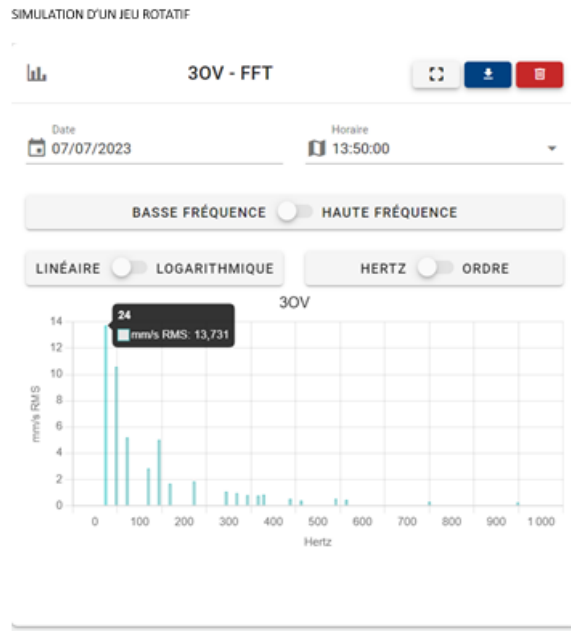 SIMULATION D'UN JEU ROTATIF
3OV - FFT
Date
07/07/2023
Horaire
13:50:00
BASSE FRÉQUENCE HAUTE FRÉQUENCE
LINÉAIRE LOGARITHMIQUE HERTZ ORDRE
3OV
24
mm/s RMS: 13,731
14
12
10
8
6
4
2
0
mm/s RMS
0 100 200 300 400 500 600 700 800 900 1 000
Hertz